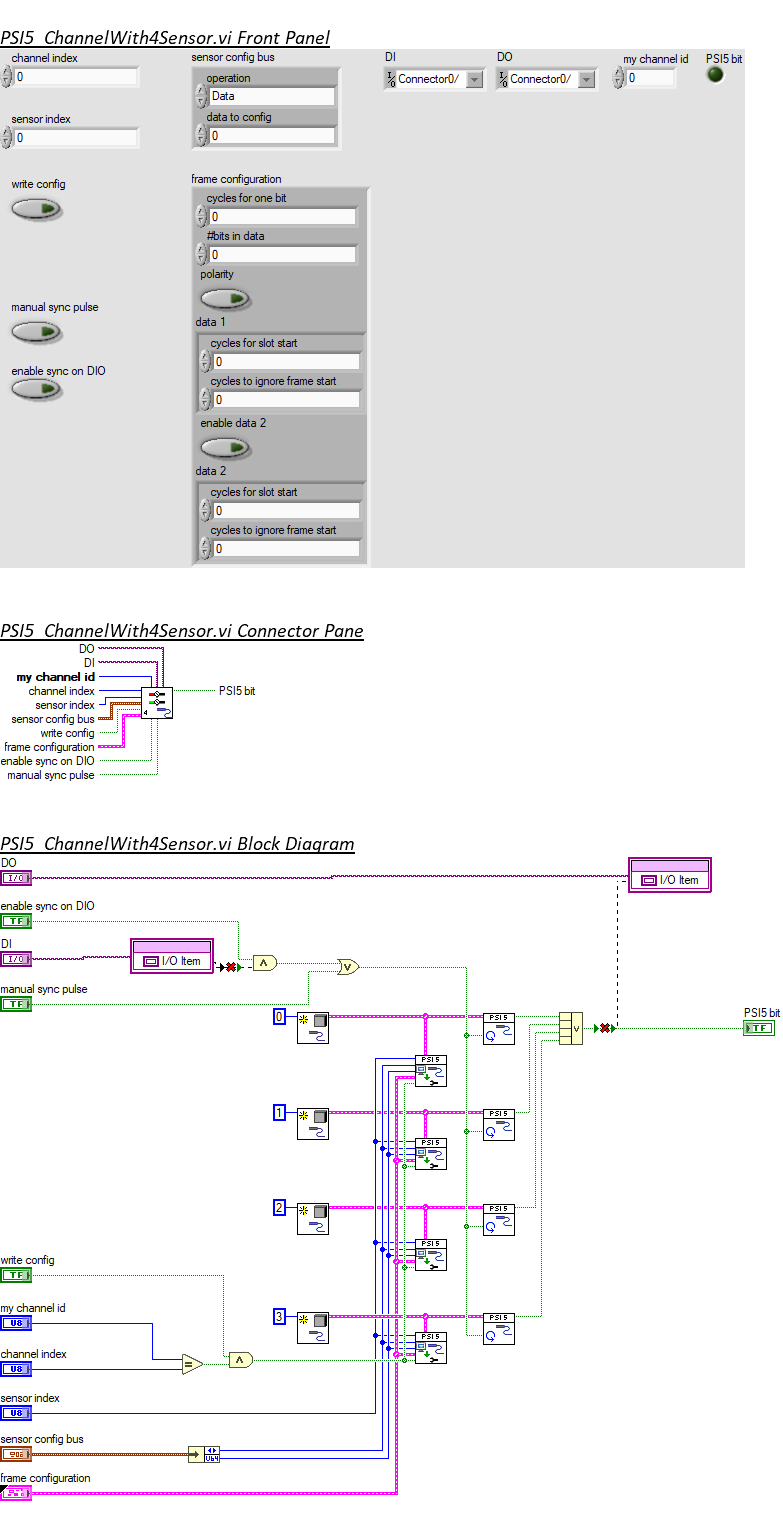 PSI5_ChannelWith4Sensor.vi Front Panel
channel index
0
sensor index
0
write config
manual sync pulse
enable sync on DIO
sensor config bus
operation
Data
data to config
0
frame configuration
cycles for one bit
0
#bits in data
0
polarity
data 1
cycles for slot start
0
cycles to ignore frame start
0
enable data 2
data 2
cycles for slot start
0
cycles to ignore frame start
0
DI
Connector0/
DO
Connector0/
my channel id
0
PSI5 bit
PSI5_ChannelWith4Sensor.vi Connector Pane
DO
DI
my channel id
channel index
sensor index
sensor config bus
write config
frame configuration
enable sync on DIO
manual sync pulse
4
PSI5 bit
PSI5_ChannelWith4Sensor.vi Block Diagram
DO
I/O
I/O Item
enable sync on DIO
TF
DI
I/O
I/O Item
manual sync pulse
TF
0
PSI5
PSI5
PSI5 bit
TF
1
PSI5
PSI5
2
PSI5
PSI5
3
PSI5
PSI5
write config
TF
my channel id
U8
channel index
U8
=
sensor index
U8
sensor config bus
U64
frame configuration